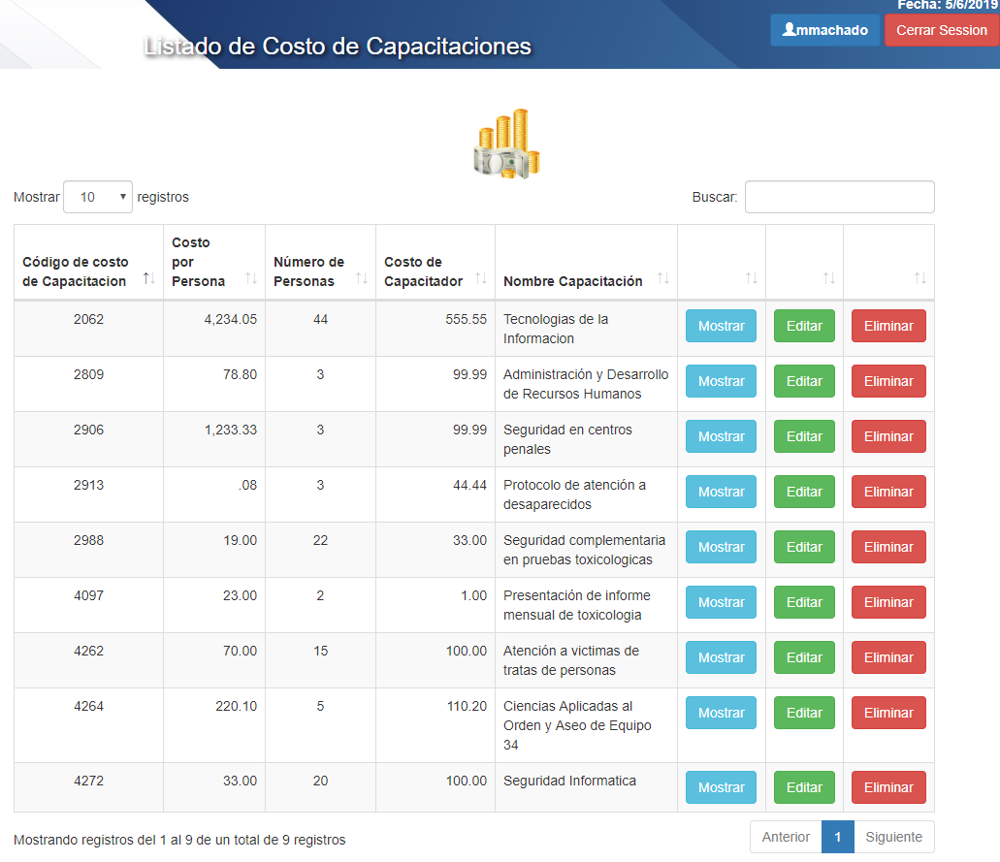 Fecha: 5/6/2019
mmachado Cerrar Session
Listado de Costo de Capacitaciones
Mostrar 10 registros Buscar:
Código de costo de Capacitacion Costo por Persona Número de Personas Costo de Capacitador Nombre Capacitación
2062 4,234.05 44 555.55 Tecnologias de la Mostrar Editar Eliminar
Informacion
2809 78.80 3 99.99 Administración y Desarrollo Mostrar Editar Eliminar
de Recursos Humanos
2906 1,233.33 3 99.99 Seguridad en centros Mostrar Editar Eliminar
penales
2913 .08 3 44.44 Protocolo de atención a Mostrar Editar Eliminar
desaparecidos
2988 19.00 22 33.00 Seguridad complementaria Mostrar Editar Eliminar
en pruebas toxicologicas
4097 23.00 2 1.00 Presentación de informe Mostrar Editar Eliminar
mensual de toxicologia
4262 70.00 15 100.00 Atención a victimas de Mostrar Editar Eliminar
tratas de personas
4264 220.10 5 110.20 Ciencias Aplicadas al Mostrar Editar Eliminar
Orden y Aseo de Equipo
34
4272 33.00 20 100.00 Seguridad Informatica Mostrar Editar Eliminar
Mostrando registros del 1 al 9 de un total de 9 registros Anterior 1 Siguiente